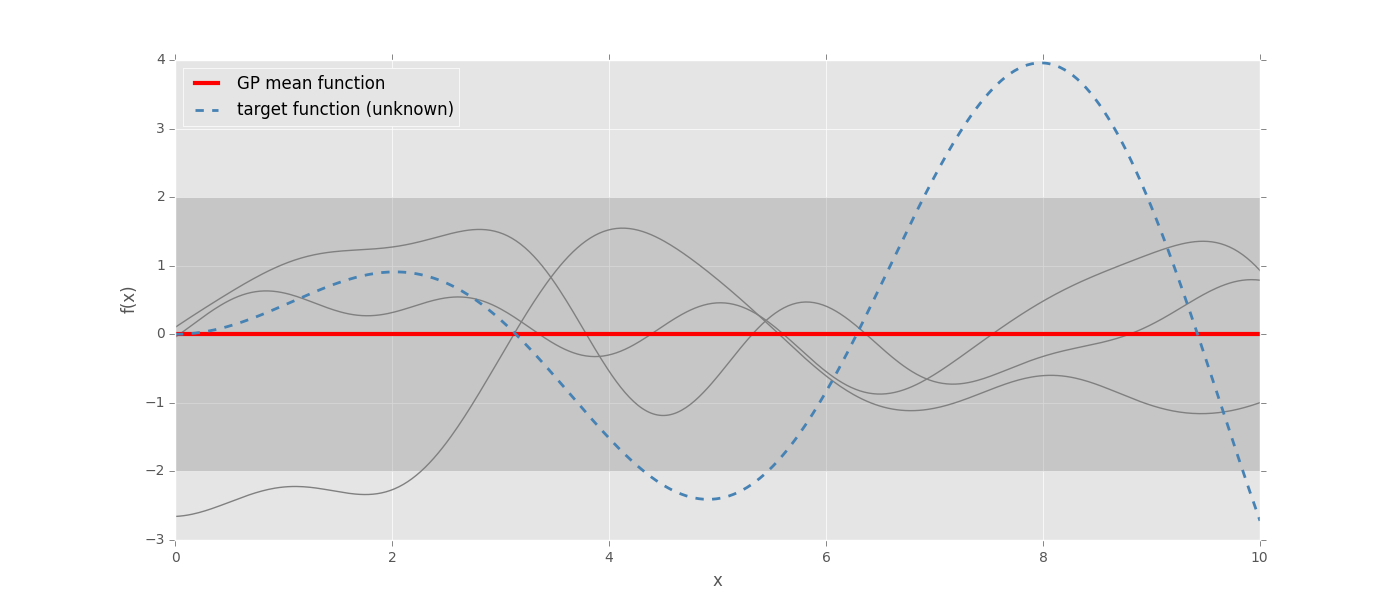 GP mean function
target function (unknown)
4
3
2
1
0
−1
−2
−3
f(x)
0 2 4 6 8 10
x